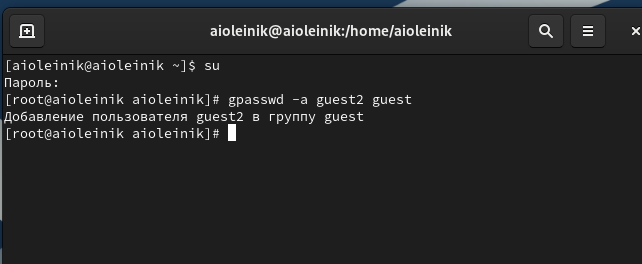 aioleinik@aioleinik:/home/aioleinik
[aioleinik@aioleinik ~]$ su
Пароль:
[root@aioleinik aioleinik]# gpasswd -a guest2 guest
Добавление пользователя guest2 в группу guest
[root@aioleinik aioleinik]#